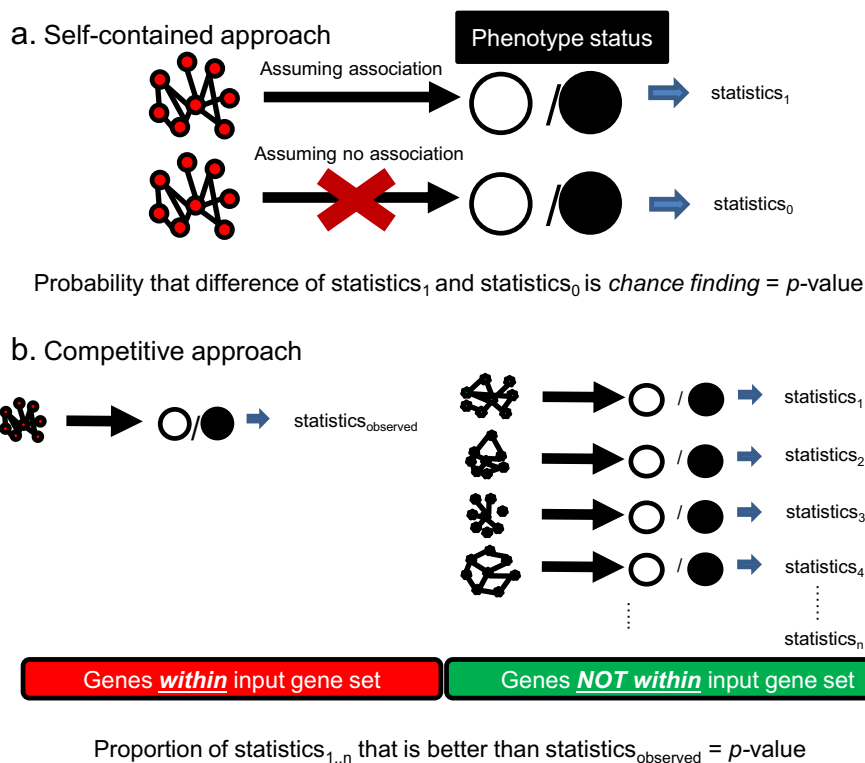 a. Self-contained approach
Phenotype status
Assuming association
/
statistics1
Assuming no association
/
statistics0
Probability that difference of statistics1 and statistics0 is chance finding = p-value
b. Competitive approach
/
statisticsobserved
/
statistics1
/
statistics2
/
statistics3
/
statistics4
statisticsn
Genes within input gene set
Genes NOT within input gene set
Proportion of statistics1..n that is better than statisticsobserved = p-value